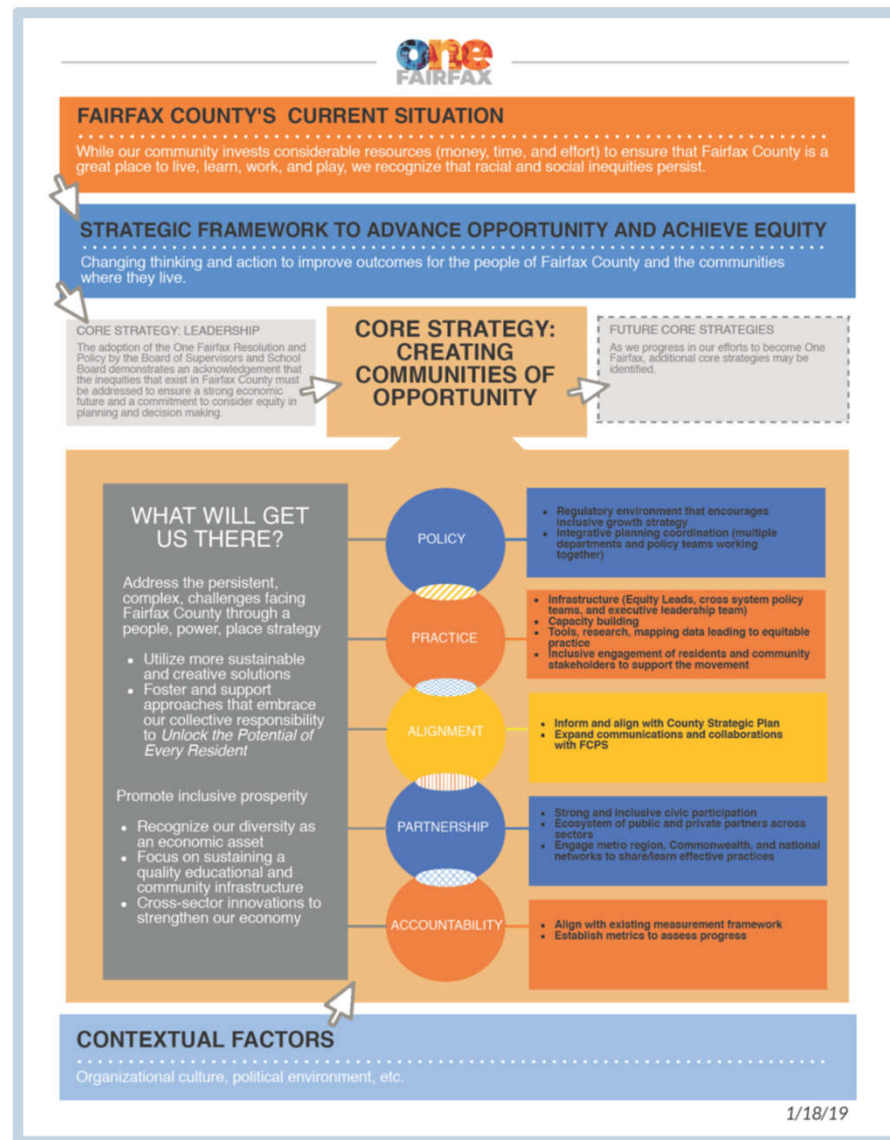 one
FAIRFAX
FAIRFAX COUNTY'S CURRENT SITUATION
While our community invests considerable resources (money, time, and effort) to ensure that Fairfax County is a
great place to live, learn, work, and play, we recognize that racial and social inequities persist.
STRATEGIC FRAMEWORK TO ADVANCE OPPORTUNITY AND ACHIEVE EQUITY
Changing thinking and action to improve outcomes for the people of Fairfax County and the communities
where they live.
CORE STRATEGY: LEADERSHIP
The adoption of the One Fairfax Resolution and
Policy by the Board of Supervisors and School
Board demonstrates an acknowledgement that
the inequities that exist in Fairfax County must
be addressed to ensure a strong economic
future and a commitment to consider equity in
planning and decision making.
CORE STRATEGY:
CREATING
COMMUNITIES OF
OPPORTUNITY
FUTURE CORE STRATEGIES
As we progress in our efforts to become One
Fairfax, additional core strategies may be
identified.
WHAT WILL GET
US THERE?
Address the persistent,
complex, challenges facing
Fairfax County through a
people, power, place strategy
• Utilize more sustainable
and creative solutions
• Foster and support
approaches that embrace
our collective responsibility
to Unlock the Potential of
Every Resident
Promote inclusive prosperity
• Recognize our diversity as
an economic asset
• Focus on sustaining a
quality educational and
community infrastructure
• Cross-sector innovations to
strengthen our economy
POLICY
• Regulatory environment that encourages
inclusive growth strategy
• Integrative planning coordination (multiple
departments and policy teams working
together)
PRACTICE
• Infrastructure (Equity Leads, cross system policy
teams, and executive leadership team)
• Capacity building
• Tools, research, mapping data leading to equitable
practice
• Inclusive engagement of residents and community
stakeholders to support the movement
ALIGNMENT
• Inform and align with County Strategic Plan
• Expand communications and collaborations
with FCPS
PARTNERSHIP
• Strong and inclusive civic participation
• Ecosystem of public and private partners across
sectors
• Engage metro region, Commonwealth, and national
networks to share/learn effective practices
ACCOUNTABILITY
• Align with existing measurement framework
• Establish metrics to assess progress
CONTEXTUAL FACTORS
Organizational culture, political environment, etc.
1/18/19